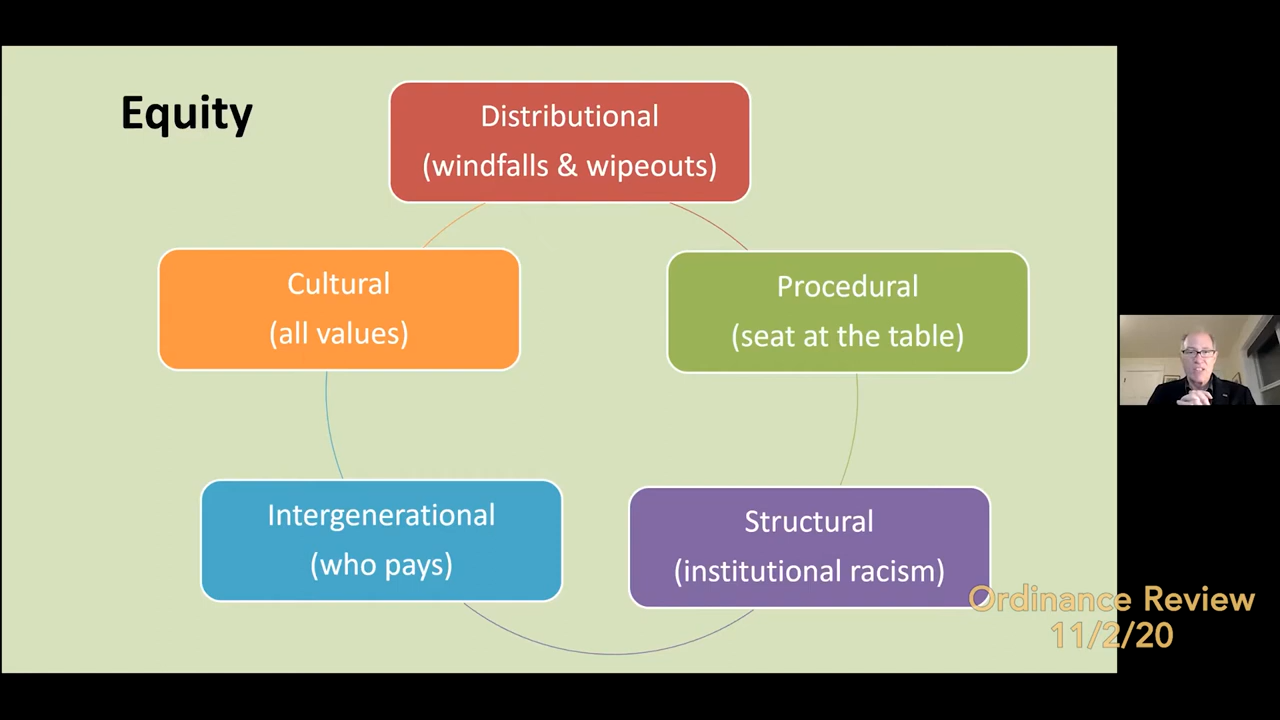 Equity
Distributional
(windfalls & wipeouts)
Cultural
(all values)
Procedural
(seat at the table)
Intergenerational
(who pays)
Structural
(institutional racism)
Ordinance Review
11/2/20